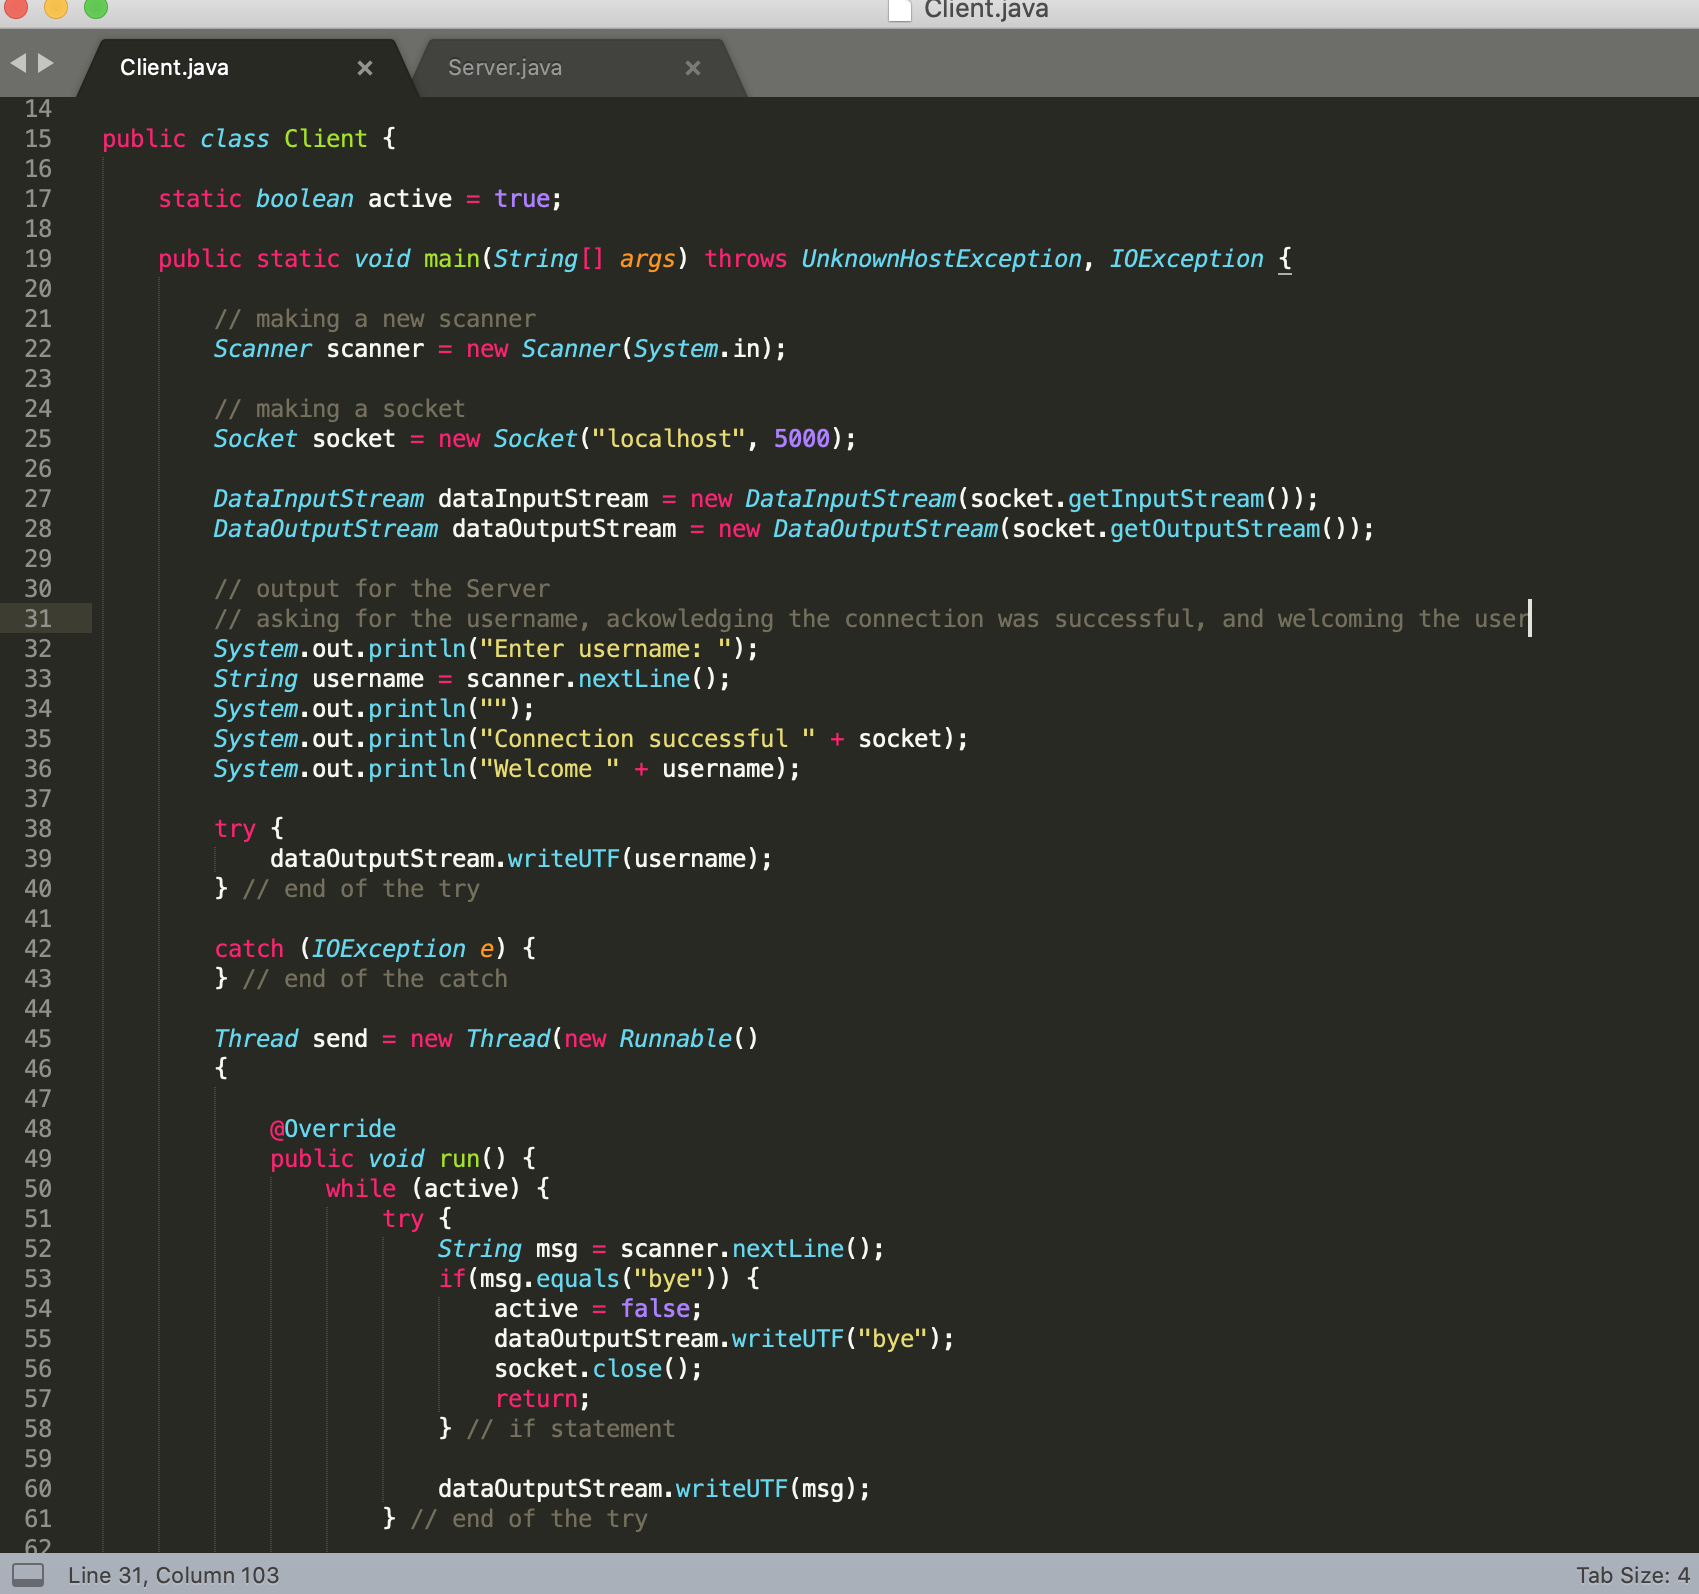 Client.java
Client.java × Server.java ×
14
15 public class Client {
16
17 static boolean active = true;
18
19 public static void main(String[] args) throws UnknownHostException, IOException {
20
21 // making a new scanner
22 Scanner scanner = new Scanner(System.in);
23
24 // making a socket
25 Socket socket = new Socket("localhost", 5000);
26
27 DataInputStream dataInputStream = new DataInputStream(socket.getInputStream());
28 DataOutputStream dataOutputStream = new DataOutputStream(socket.getOutputStream());
29
30 // output for the Server
31 // asking for the username, ackowledging the connection was successful, and welcoming the user
32 System.out.println("Enter username: ");
33 String username = scanner.nextLine();
34 System.out.println("");
35 System.out.println("Connection successful " + socket);
36 System.out.println("Welcome " + username);
37
38 try {
39 dataOutputStream.writeUTF(username);
40 } // end of the try
41
42 catch (IOException e) {
43 } // end of the catch
44
45 Thread send = new Thread(new Runnable()
46 {
47
48 @Override
49 public void run() {
50 while (active) {
51 try {
52 String msg = scanner.nextLine();
53 if(msg.equals("bye")) {
54 active = false;
55 dataOutputStream.writeUTF("bye");
56 socket.close();
57 return;
58 } // if statement
59
60 dataOutputStream.writeUTF(msg);
61 } // end of the try
62
Line 31, Column 103 Tab Size: 4